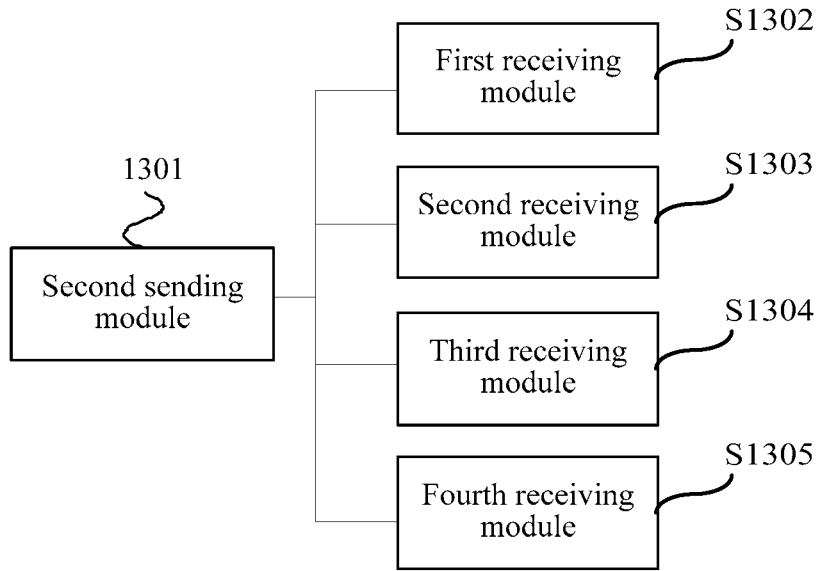 1301
Second sending
module
S1302
First receiving
module
S1303
Second receiving
module
S1304
Third receiving
module
S1305
Fourth receiving
module